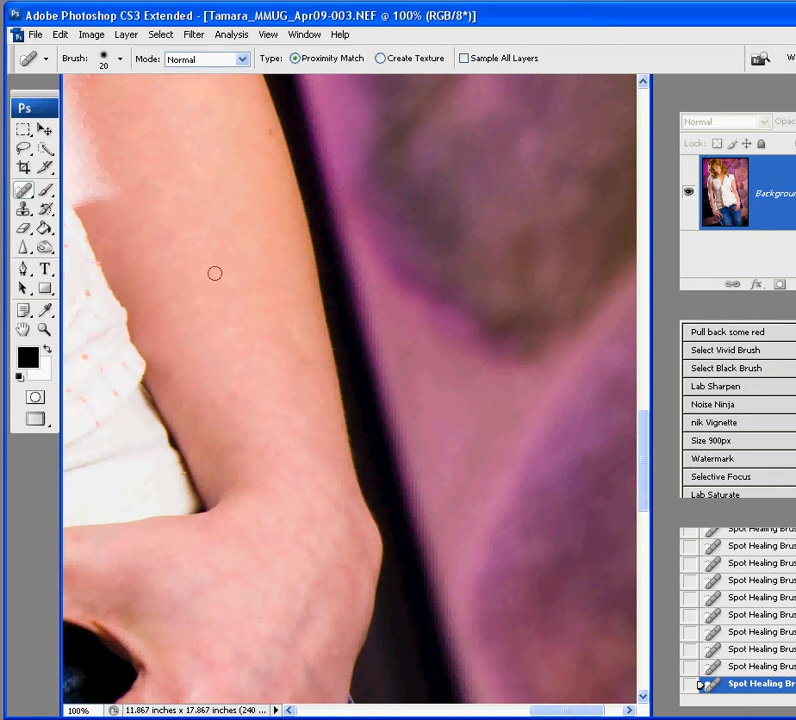 Adobe Photoshop CS3 Extended - [Tamara_MMUG_Apr09-003.NEF @ 100% (RGB/8*)]
File Edit Image Layer Select Filter Analysis View Window Help
Brush: 20 Mode: Normal Type: Proximity Match Create Texture Sample All Layers W
Ps
Normal Opac
Lock:
Backgroun
fx
T
Pull back some red
Select Vivid Brush
Select Black Brush
Lab Sharpen
Noise Ninja
nik Vignette
Size 900px
Watermark
Selective Focus
Lab Saturate
Spot Healing Brus
Spot Healing Brus
Spot Healing Brus
Spot Healing Brus
Spot Healing Brus
Spot Healing Brus
Spot Healing Brus
Spot Healing Brus
Spot Healing Brus
Spot Healing Br
100% 11.867 inches x 17.867 inches (240 ...